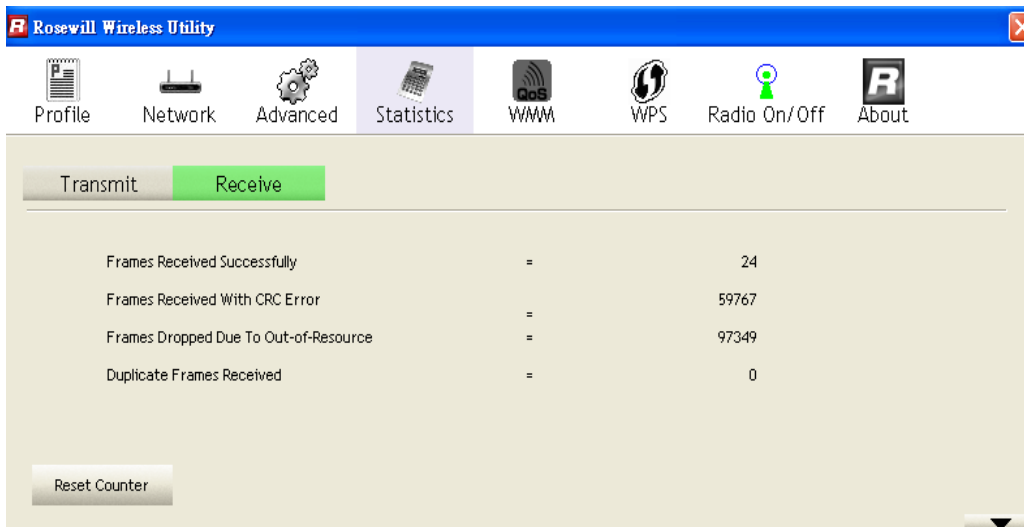 R Rosewill Wireless Utility
Profile Network Advanced Statistics WMM WPS Radio On/Off About
P
QoS
R
Transmit Receive
Frames Received Successfully = 24
Frames Received With CRC Error = 59767
Frames Dropped Due To Out-of-Resource = 97349
Duplicate Frames Received = 0
Reset Counter